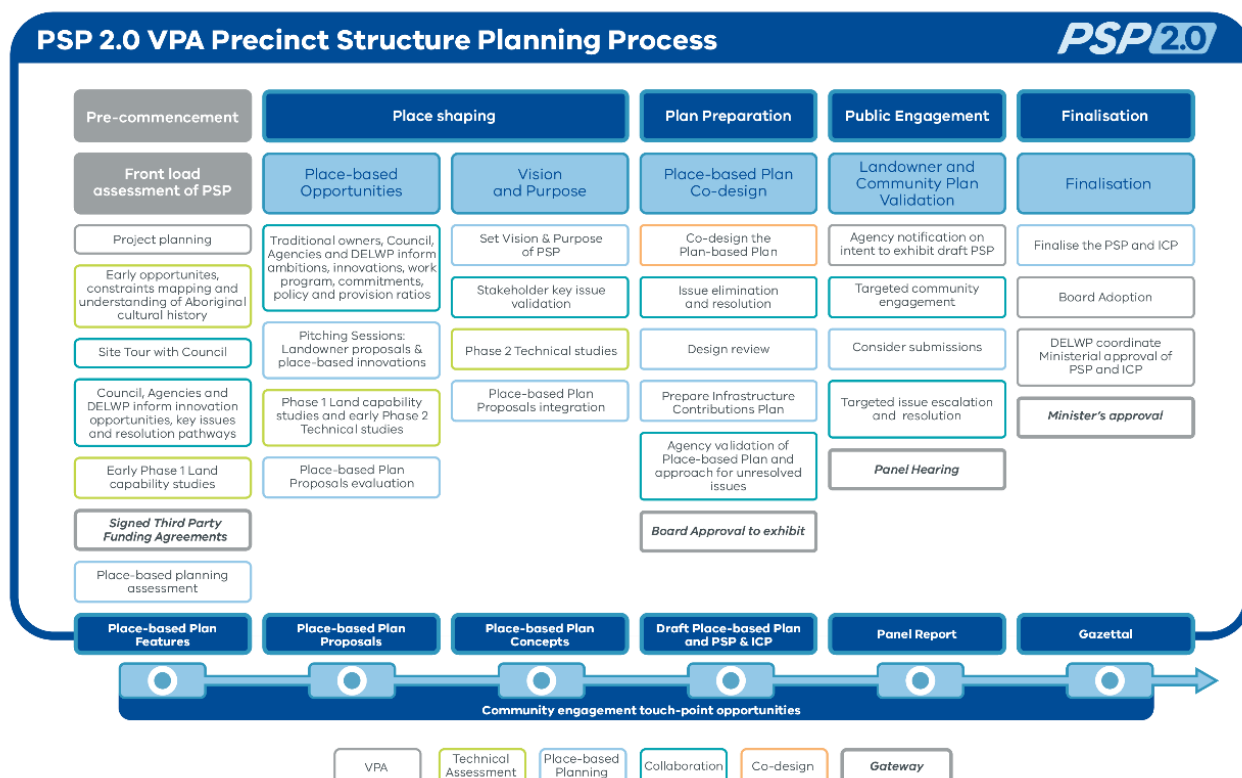 PSP 2.0 VPA Precinct Structure Planning Process
PSP 2.0
Pre-commencement
Place shaping
Plan Preparation
Public Engagement
Finalisation
Front load
assessment of PSP
Place-based
Opportunities
Vision
and Purpose
Place-based Plan
Co-design
Landowner and
Community Plan
Validation
Finalisation
Project planning
Early opportunites,
constraints mapping and
understanding of Aboriginal
cultural history
Site Tour with Council
Council, Agencies and
DELWP inform innovation
opportunities, key issues
and resolution pathways
Early Phase 1 Land
capability studies
Signed Third Party
Funding Agreements
Place-based planning
assessment
Traditional owners, Council,
Agencies and DELWP inform
ambitions, innovations, work
program, commitments,
policy and provision ratios
Pitching Sessions:
Landowner proposals &
place-based innovations
Phase 1 Land capability
studies and early Phase 2
Technical studies
Place-based Plan
Proposals evaluation
Set Vision & Purpose
of PSP
Stakeholder key issue
validation
Phase 2 Technical studies
Place-based Plan
Proposals integration
Co-design the
Plan-based Plan
Issue elimination
and resolution
Design review
Prepare Infrastructure
Contributions Plan
Agency validation of
Place-based Plan and
approach for unresolved
issues
Board Approval to exhibit
Agency notification on
intent to exhibit draft PSP
Targeted community
engagement
Consider submissions
Targeted issue escalation
and resolution
Panel Hearing
Finalise the PSP and ICP
Board Adoption
DELWP coordinate
Ministerial approval of
PSP and ICP
Minister's approval
Place-based Plan
Features
Place-based Plan
Proposals
Place-based Plan
Concepts
Draft Place-based Plan
and PSP & ICP
Panel Report
Gazettal
Community engagement touch-point opportunities
VPA
Technical
Assessment
Place-based
Planning
Collaboration
Co-design
Gateway